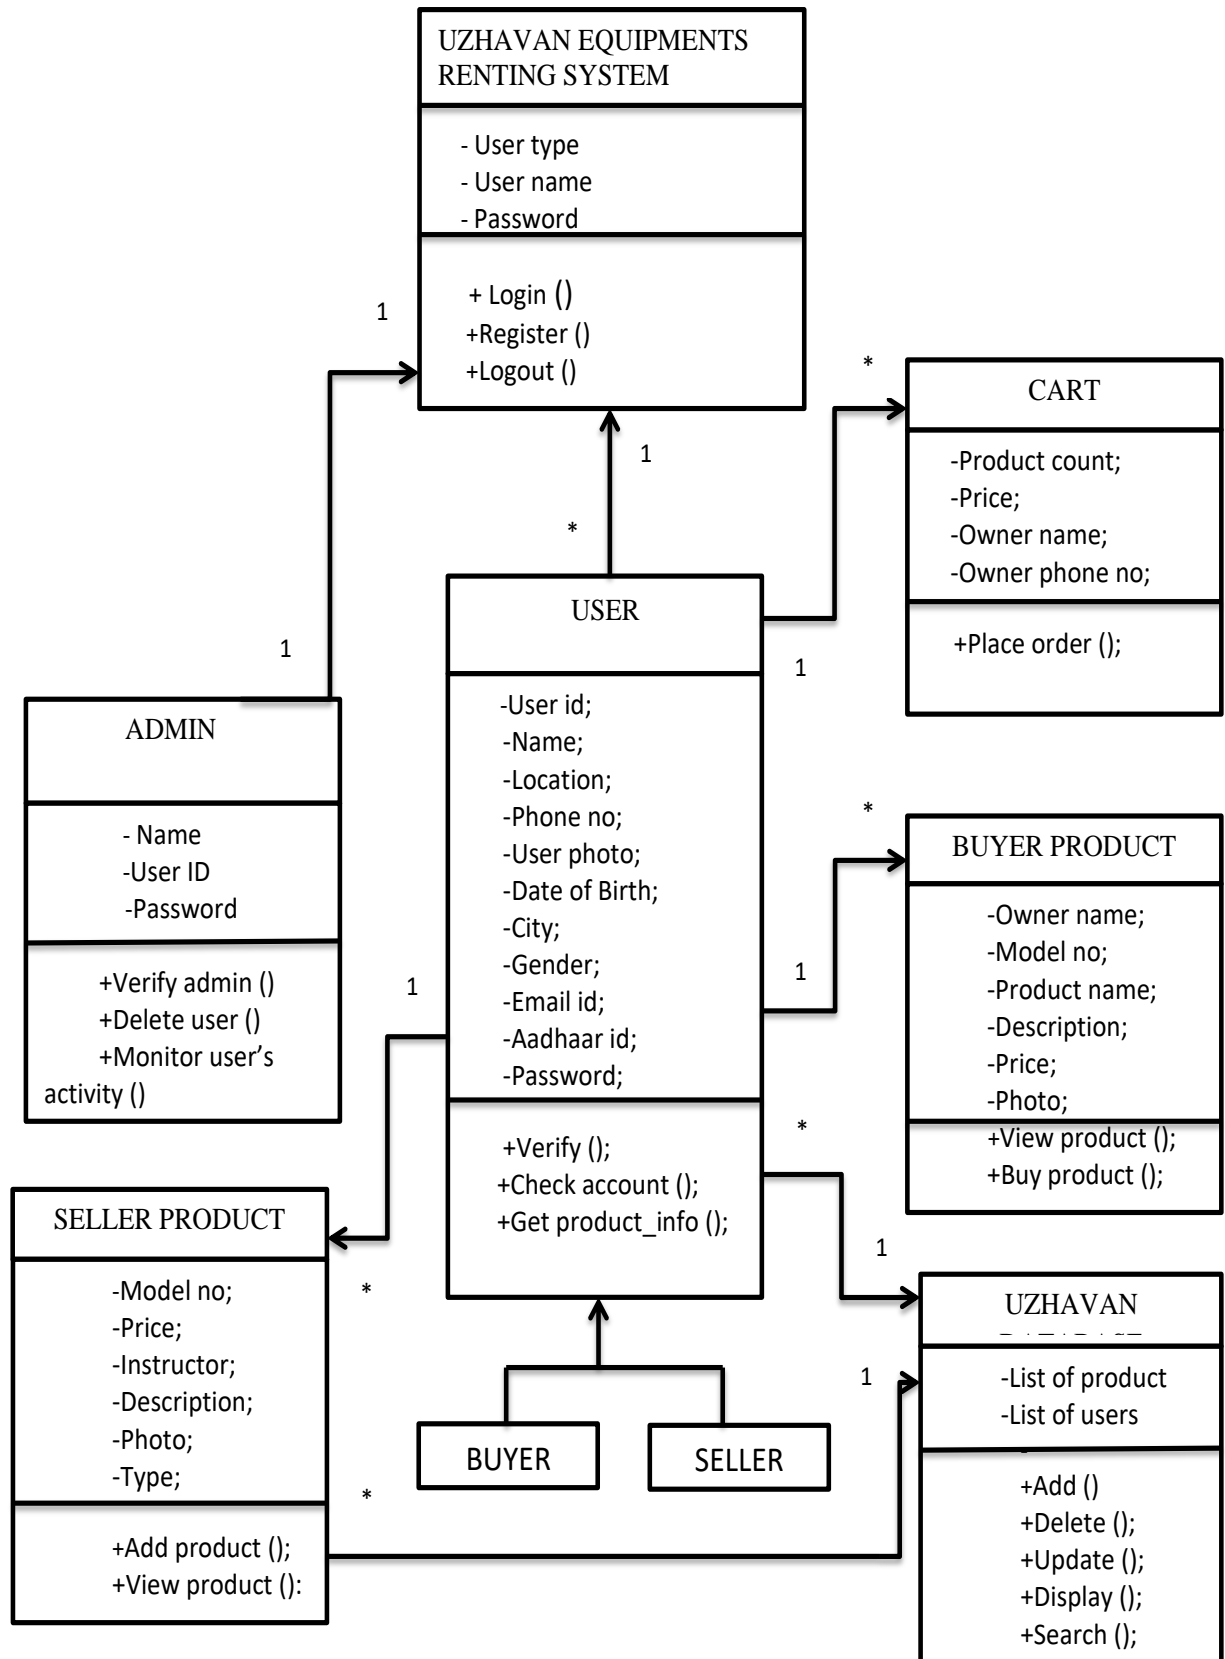 UZHAVAN EQUIPMENTS
RENTING SYSTEM
- User type
- User name
- Password
+ Login ()
+Register ()
+Logout ()
1
1
*
1
*
1
CART
-Product count;
-Price;
-Owner name;
-Owner phone no;
+Place order ();
USER
-User id;
-Name;
-Location;
-Phone no;
-User photo;
-Date of Birth;
-City;
-Gender;
-Email id;
-Aadhaar id;
-Password;
+Verify ();
+Check account ();
+Get product_info ();
ADMIN
- Name
-User ID
-Password
+Verify admin ()
+Delete user ()
+Monitor user’s
activity ()
*
1
BUYER PRODUCT
-Owner name;
-Model no;
-Product name;
-Description;
-Price;
-Photo;
+View product ();
+Buy product ();
1
*
SELLER PRODUCT
-Model no;
-Price;
-Instructor;
-Description;
-Photo;
-Type;
+Add product ();
+View product ():
*
1
*
1
BUYER
SELLER
UZHAVAN
-List of product
-List of users
+Add ()
+Delete ();
+Update ();
+Display ();
+Search ();